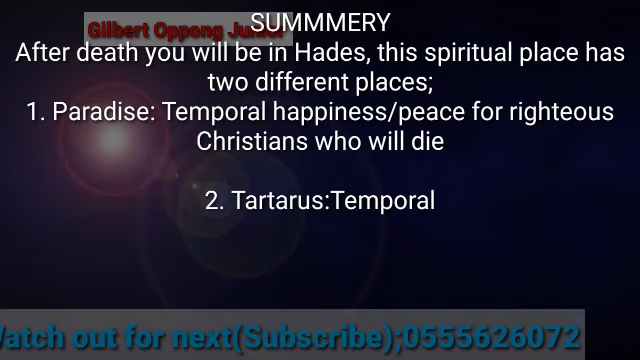 SUMMMERY
Gilbert Oppong Junior
After death you will be in Hades, this spiritual place has
two different places;
1. Paradise: Temporal happiness/peace for righteous
Christians who will die
2. Tartarus:Temporal
Watch out for next(Subscribe);0555626072